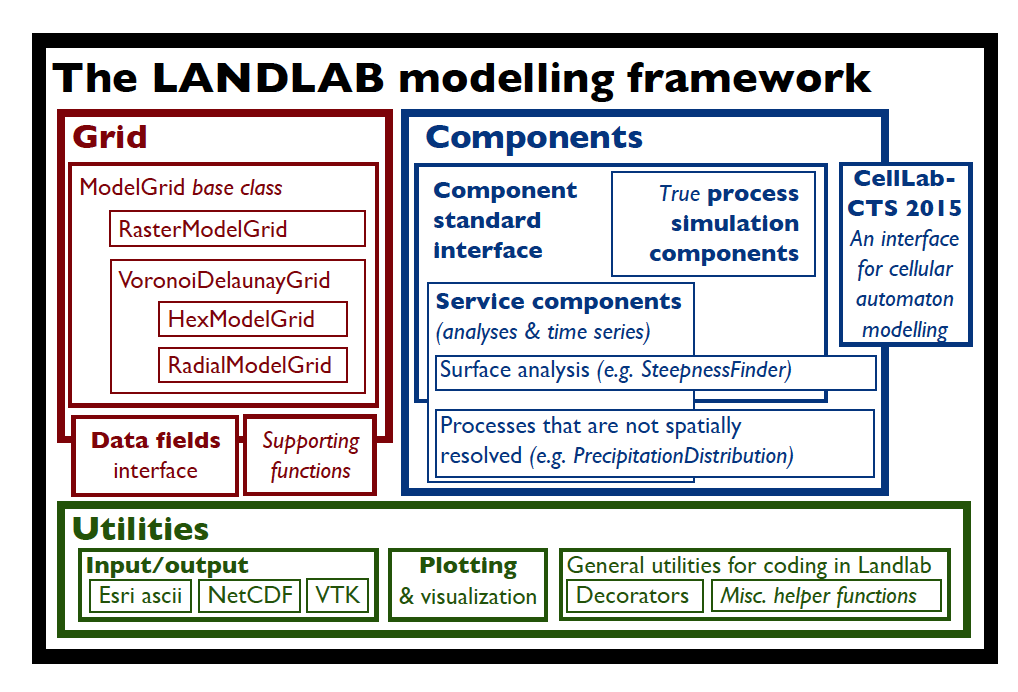 The LANDLAB modelling framework
Grid
ModelGrid base class
RasterModelGrid
VoronoiDelaunayGrid
HexModelGrid
RadialModelGrid
Data fields
interface
Supporting
functions
Components
Component
standard
interface
True process
simulation
components
Service components
(analyses & time series)
Surface analysis (e.g. SteepnessFinder)
Processes that are not spatially
resolved (e.g. PrecipitationDistribution)
CellLab-
CTS 2015
An interface
for cellular
automaton
modelling
Utilities
Input/output
Esri ascii
NetCDF
VTK
Plotting
& visualization
General utilities for coding in Landlab
Decorators
Misc. helper functions